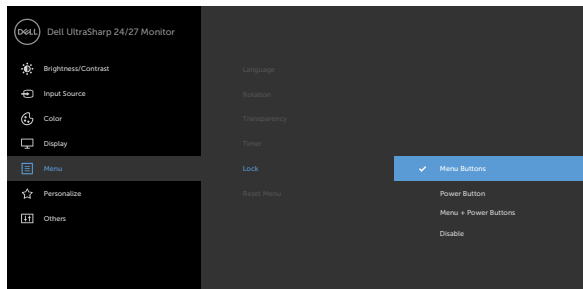 DELL Dell UltraSharp 24/27 Monitor
Brightness/Contrast
Input Source
Color
Display
Menu
Personalize
Others
Language
Rotation
Transparency
Timer
Lock
Reset Menu
Menu Buttons
Power Button
Menu + Power Buttons
Disable